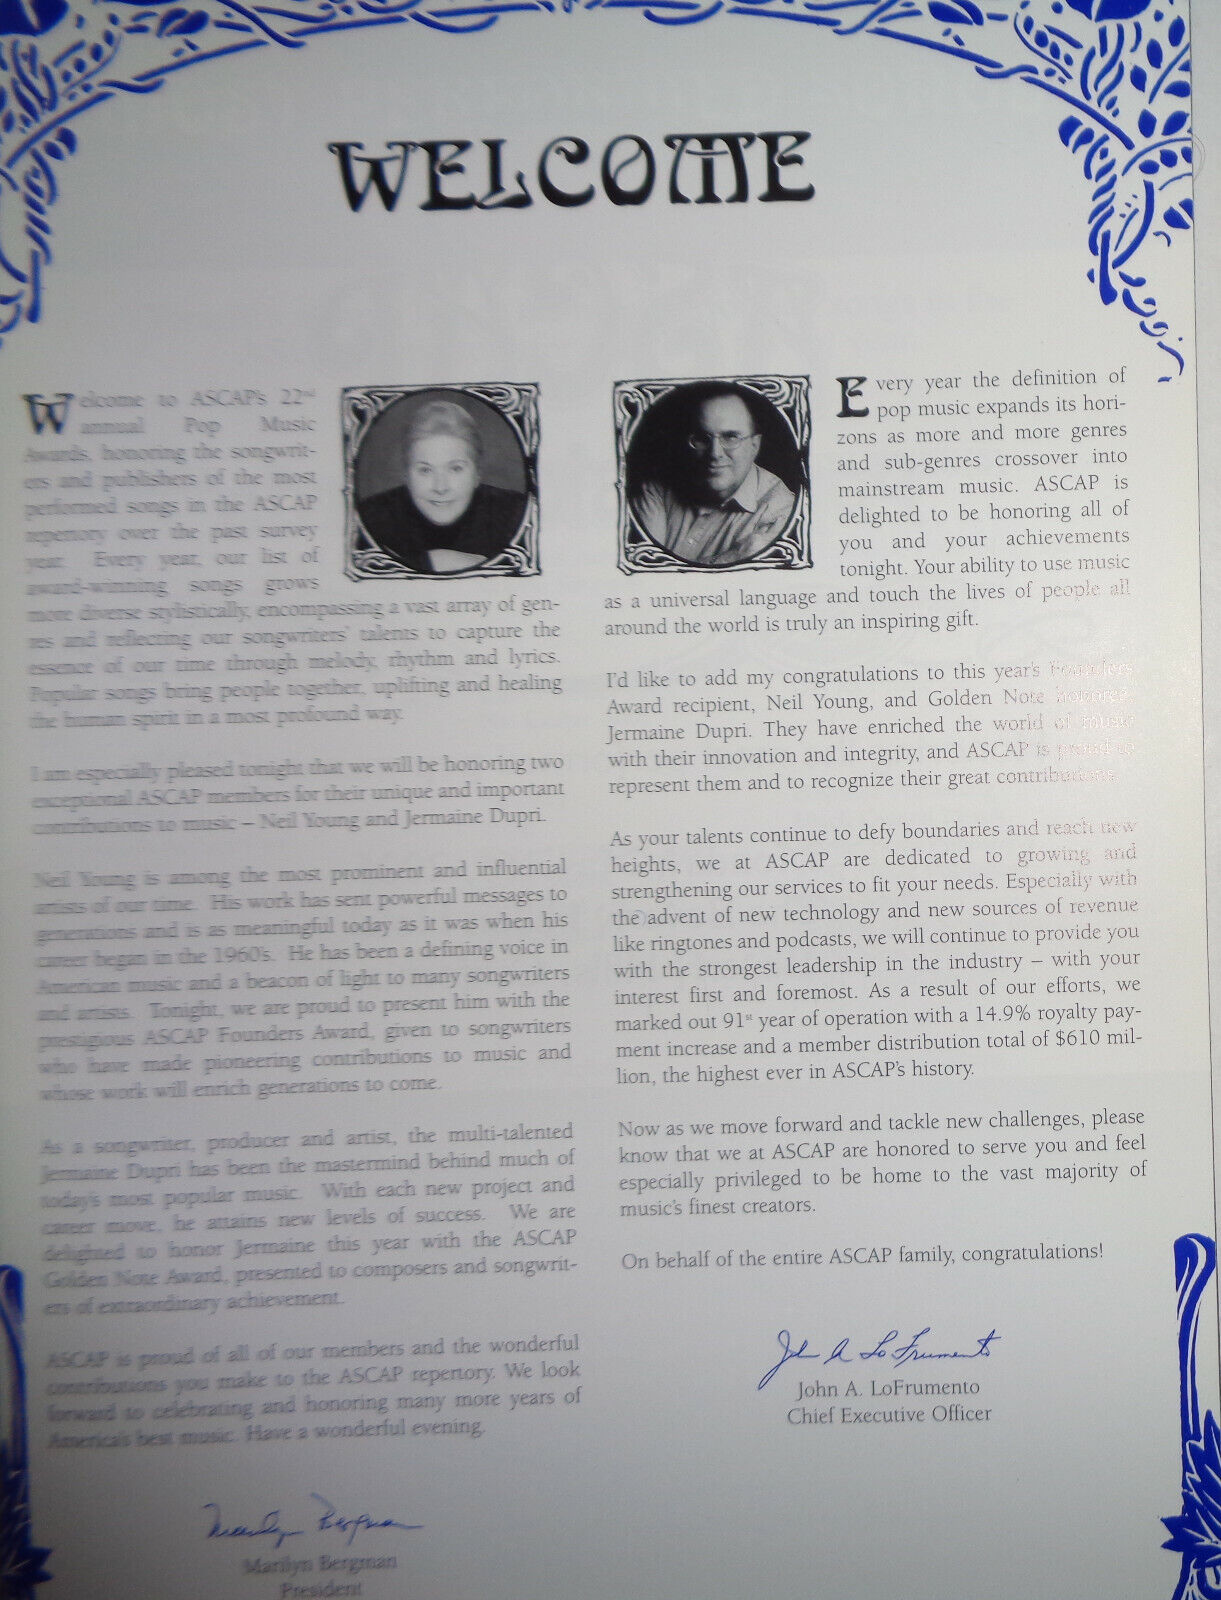 WELCOME
Welcome to ASCAP's 22nd
annual Pop Music
Awards, honoring the songwrit-
ers and publishers of the most
performed songs in the ASCAP
repertory over the past survey
year. Every year, our list of
award-winning songs grows
more diverse stylistically, encompassing a vast array of gen-
res and reflecting our songwriters' talents to capture the
essence of our time through melody, rhythm and lyrics.
Popular songs bring people together, uplifting and healing
the human spirit in a most profound way.
I am especially pleased tonight that we will be honoring two
exceptional ASCAP members for their unique and important
contributions to music – Neil Young and Jermaine Dupri.
Neil Young is among the most prominent and influential
artists of our time. His work has sent powerful messages to
generations and is as meaningful today as it was when his
career began in the 1960's. He has been a defining voice in
American music and a beacon of light to many songwriters
and artists. Tonight, we are proud to present him with the
prestigious ASCAP Founders Award, given to songwriters
who have made pioneering contributions to music and
whose work will enrich generations to come.
As a songwriter, producer and artist, the multi-talented
Jermaine Dupri has been the mastermind behind much of
today's most popular music. With each new project and
career move, he attains new levels of success. We are
delighted to honor Jermaine this year with the ASCAP
Golden Note Award, presented to composers and songwrit-
ers of extraordinary achievement.
ASCAP is proud of all of our members and the wonderful
contributions you make to the ASCAP repertory. We look
forward to celebrating and honoring many more years of
America's best music. Have a wonderful evening.
Marilyn Bergman
Marilyn Bergman
President
Every year the definition of
pop music expands its hori-
zons as more and more genres
and sub-genres crossover into
mainstream music. ASCAP is
delighted to be honoring all of
you and your achievements
tonight. Your ability to use music
as a universal language and touch the lives of people all
around the world is truly an inspiring gift.
I'd like to add my congratulations to this year's Founders
Award recipient, Neil Young, and Golden Note honoree,
Jermaine Dupri. They have enriched the world of music
with their innovation and integrity, and ASCAP is proud to
represent them and to recognize their great contributions.
As your talents continue to defy boundaries and reach new
heights, we at ASCAP are dedicated to growing and
strengthening our services to fit your needs. Especially with
the advent of new technology and new sources of revenue
like ringtones and podcasts, we will continue to provide you
with the strongest leadership in the industry – with your
interest first and foremost. As a result of our efforts, we
marked out 91st year of operation with a 14.9% royalty pay-
ment increase and a member distribution total of $610 mil-
lion, the highest ever in ASCAP's history.
Now as we move forward and tackle new challenges, please
know that we at ASCAP are honored to serve you and feel
especially privileged to be home to the vast majority of
music's finest creators.
On behalf of the entire ASCAP family, congratulations!
John A LoFrumento
John A. LoFrumento
Chief Executive Officer